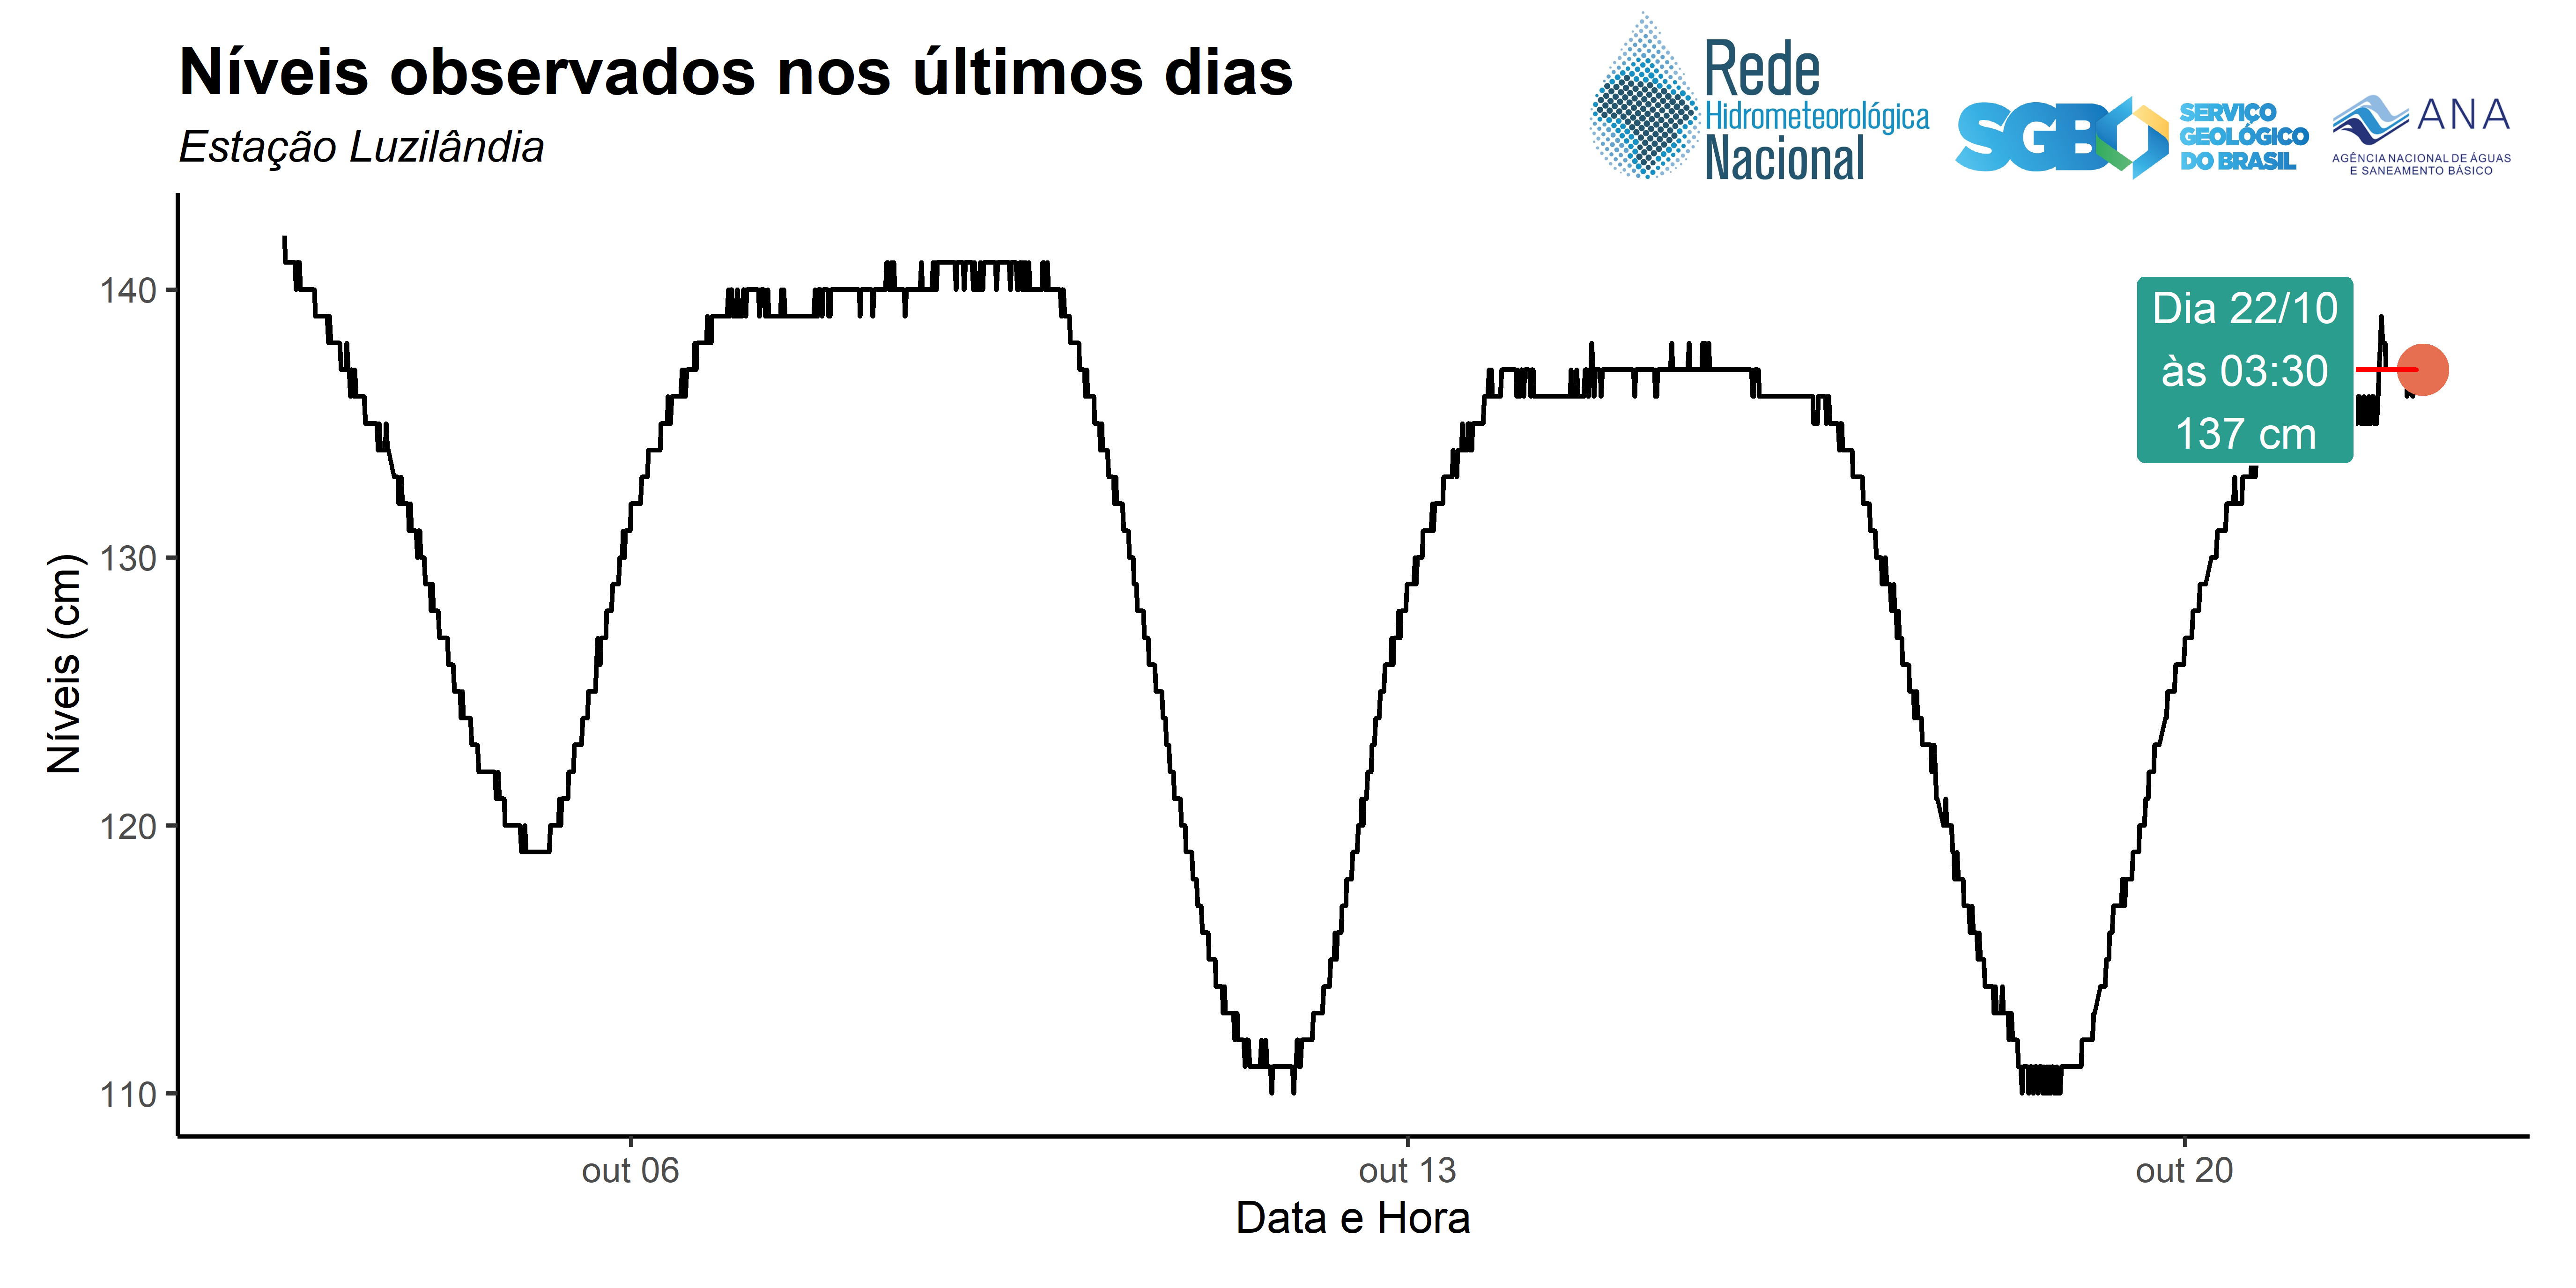 Níveis observados nos últimos dias
Estação Luzilândia
Rede
Hidrometeorológica
Nacional
SGB
SERVIÇO
GEOLÓGICO
DO BRASIL
ANA
AGÊNCIA NACIONAL DE ÁGUAS
E SANEAMENTO BÁSICO
Níveis (cm)
140
130
120
110
Dia 22/10
às 03:30
137 cm
out 06
out 13
out 20
Data e Hora